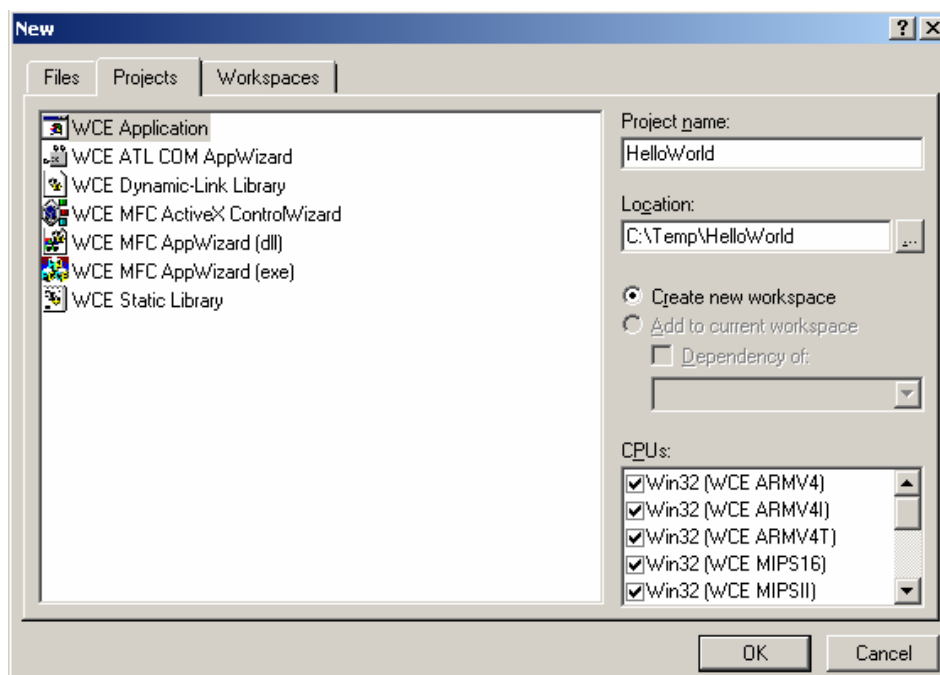 New
Files Projects Workspaces
WCE Application
WCE ATL COM AppWizard
WCE Dynamic-Link Library
WCE MFC ActiveX ControlWizard
WCE MFC AppWizard (dll)
WCE MFC AppWizard (exe)
WCE Static Library
Project name:
HelloWorld
Location:
C:\Temp\HelloWorld
...
Create new workspace
Add to current workspace
Dependency of:
CPUs:
Win32 (WCE ARMV4)
Win32 (WCE ARMV4I)
Win32 (WCE ARMV4T)
Win32 (WCE MIPS16)
Win32 (WCE MIPSII)
OK Cancel